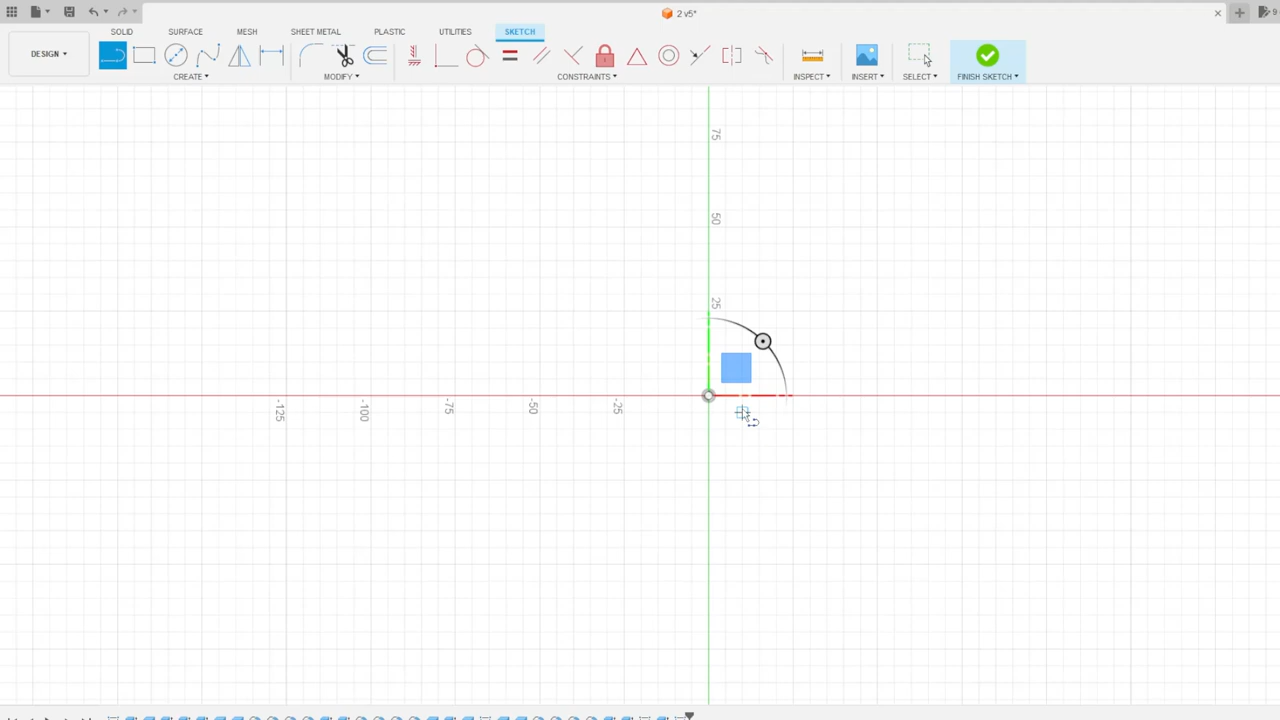 2 v5*
9
SOLID SURFACE MESH SHEET METAL PLASTIC UTILITIES SKETCH
DESIGN
CREATE MODIFY CONSTRAINTS INSPECT INSERT SELECT FINISH SKETCH
75
50
25
-125 -100 -75 -50 -25